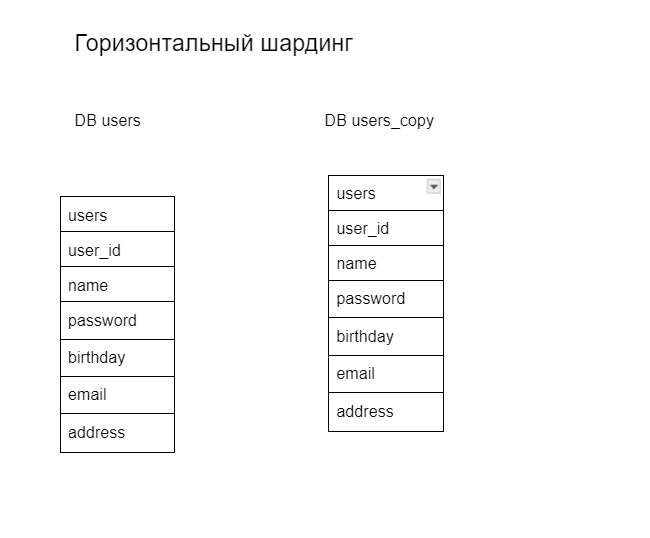 Горизонтальный шардинг
DB users
DB users_copy
users
user_id
name
password
birthday
email
address
users
user_id
name
password
birthday
email
address